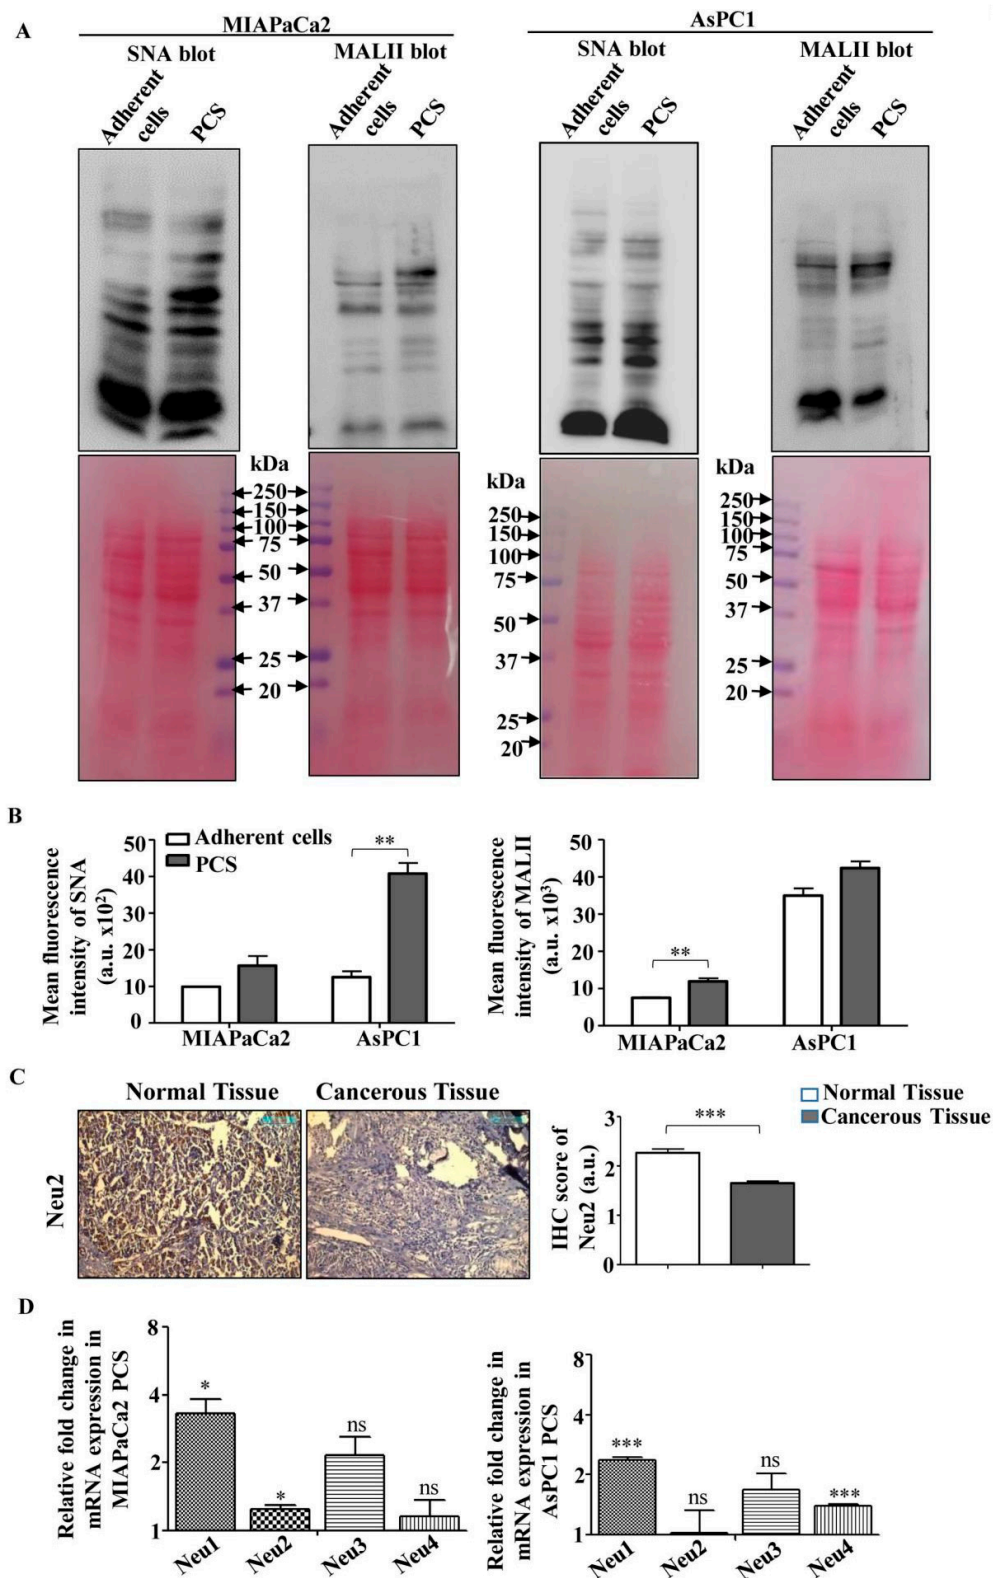 A
MIAPaCa2
AsPC1
SNA blot
MALII blot
SNA blot
MALII blot
Adherent cells
PCS
Adherent cells
PCS
Adherent cells
PCS
Adherent cells
PCS
kDa
250
150
100
75
50
37
25
20
kDa
250
150
100
75
50
37
25
20
kDa
250
150
100
75
50
37
25
20
B
Mean fluorescence
intensity of SNA
(a.u. x10²)
50
40
30
20
10
0
Adherent cells
PCS
**
MIAPaCa2
AsPC1
Mean fluorescence
intensity of MALII
(a.u. x10³)
50
40
30
20
10
0
**
MIAPaCa2
AsPC1
C
Normal Tissue
Cancerous Tissue
Neu2
Normal Tissue
Cancerous Tissue
IHC score of
Neu2 (a.u.)
3
2
1
0
***
D
Relative fold change in
mRNA expression in
MIAPaCa2 PCS
8
4
2
1
*
*
ns
ns
Neu1
Neu2
Neu3
Neu4
Relative fold change in
mRNA expression in
AsPC1 PCS
8
4
2
1
***
ns
ns
***
Neu1
Neu2
Neu3
Neu4